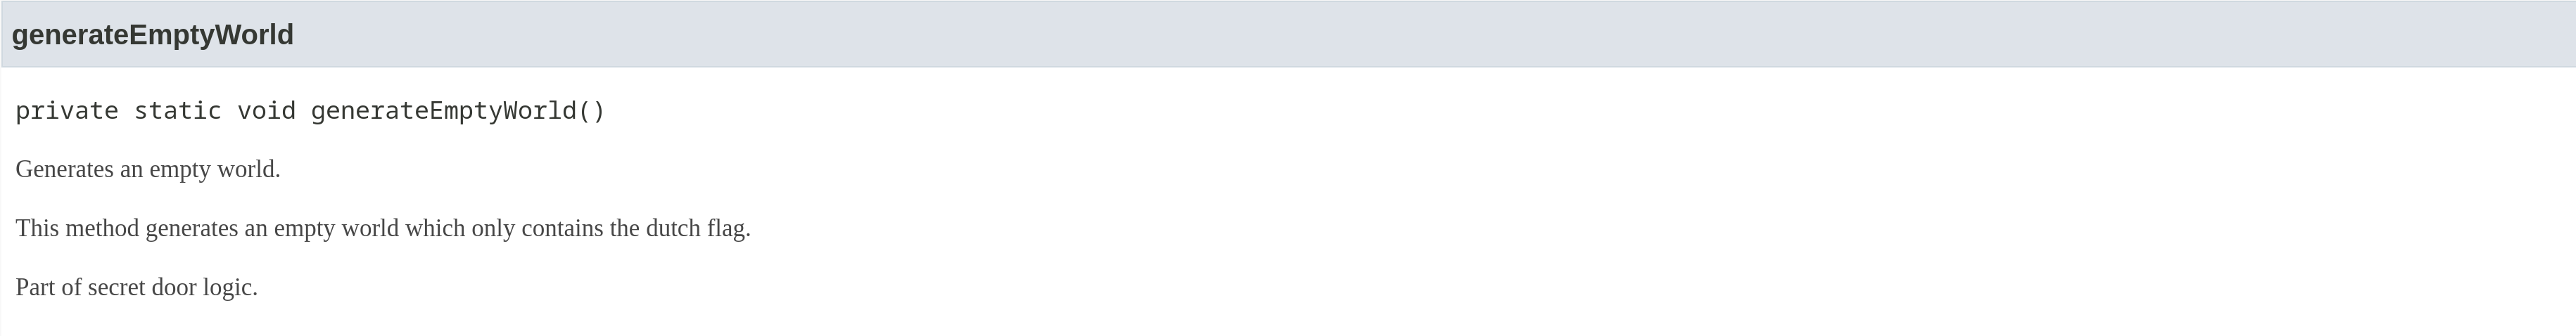 generateEmptyWorld
private static void generateEmptyWorld()
Generates an empty world.
This method generates an empty world which only contains the dutch flag.
Part of secret door logic.